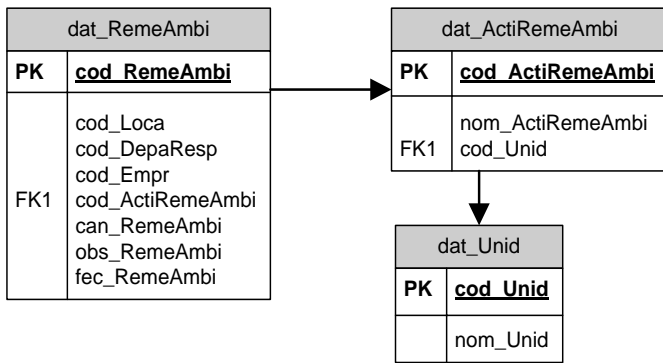 dat_RemeAmbi
PK cod_RemeAmbi
cod_Loca
cod_DepaResp
cod_Empr
FK1 cod_ActiRemeAmbi
can_RemeAmbi
obs_RemeAmbi
fec_RemeAmbi
dat_ActiRemeAmbi
PK cod_ActiRemeAmbi
nom_ActiRemeAmbi
FK1 cod_Unid
dat_Unid
PK cod_Unid
nom_Unid